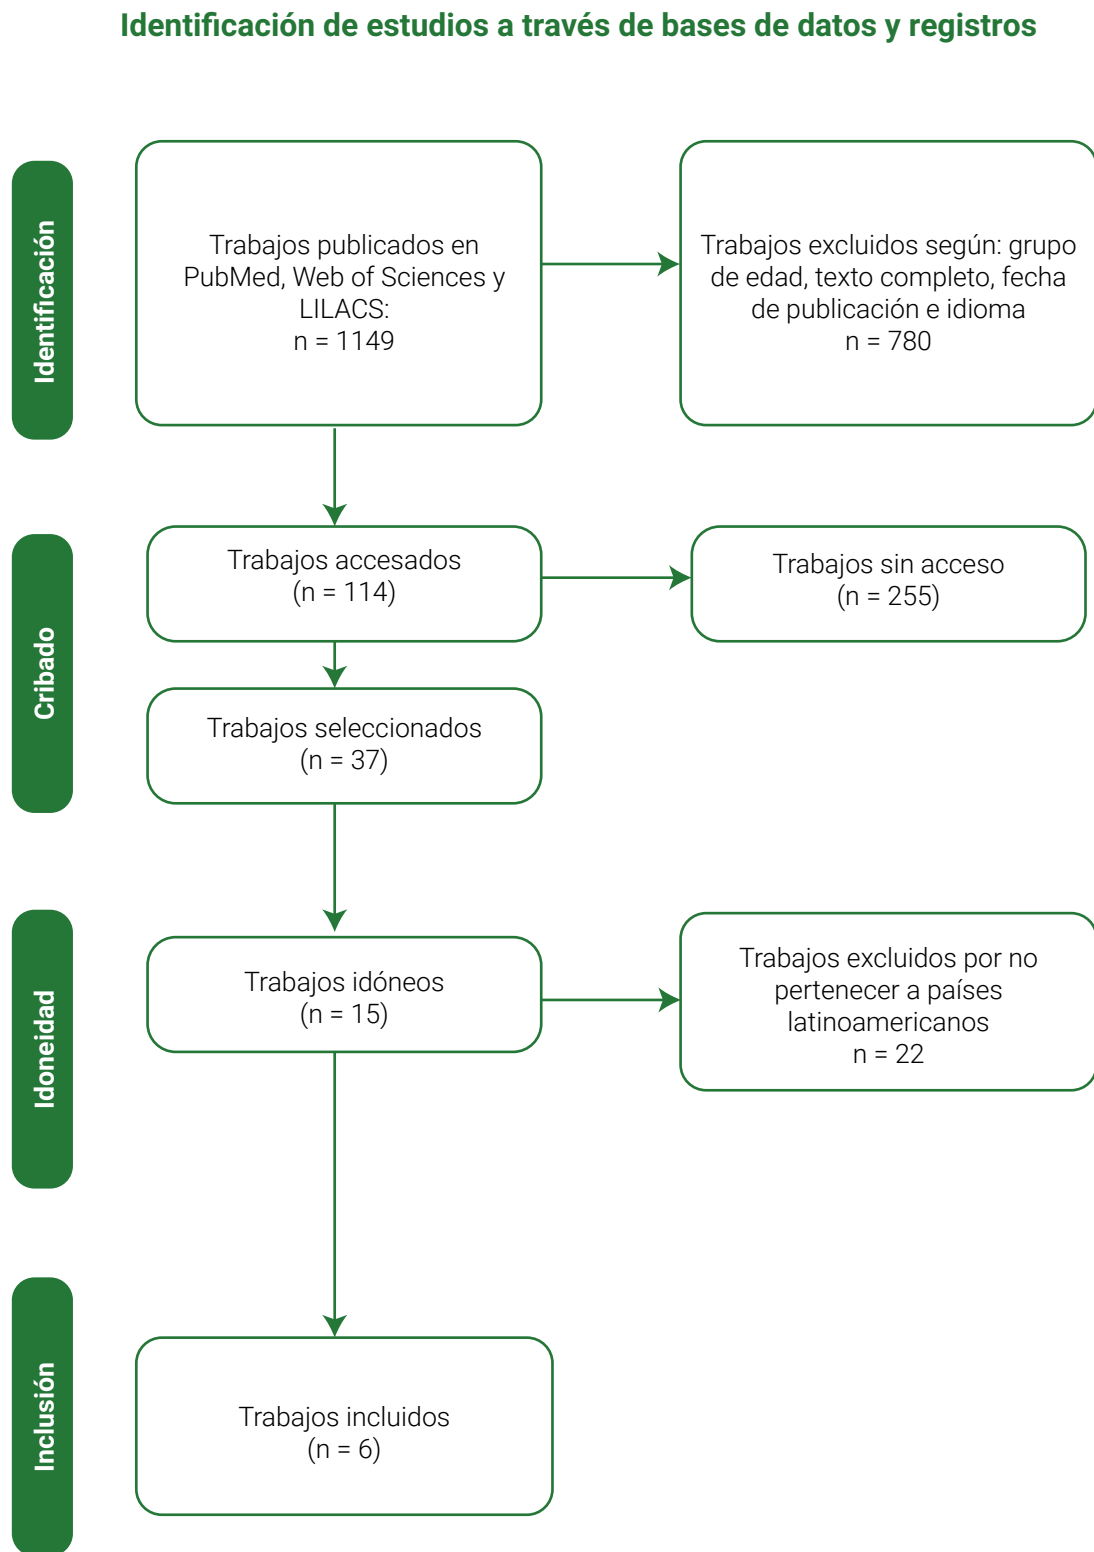 Identificación de estudios a través de bases de datos y registros
Identificación
Trabajos publicados en
PubMed, Web of Sciences y
LILACS:
n = 1149
Trabajos excluidos según: grupo
de edad, texto completo, fecha
de publicación e idioma
n = 780
Cribado
Trabajos accesados
(n = 114)
Trabajos sin acceso
(n = 255)
Trabajos seleccionados
(n = 37)
Idoneidad
Trabajos idóneos
(n = 15)
Trabajos excluidos por no
pertenecer a países
latinoamericanos
n = 22
Inclusión
Trabajos incluidos
(n = 6)